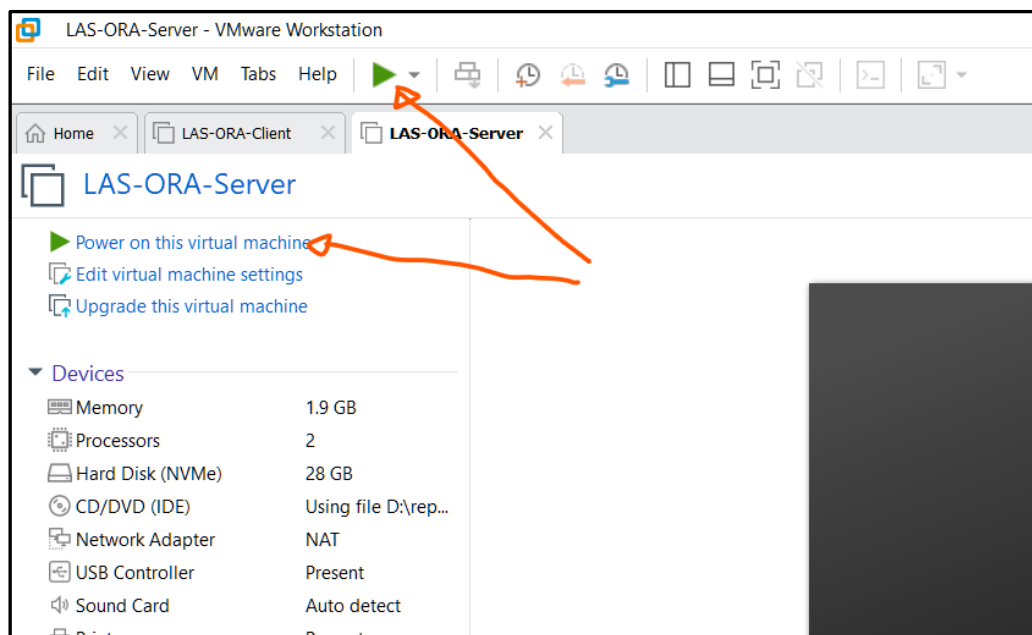 LAS-ORA-Server - VMware Workstation
File Edit View VM Tabs Help
Home LAS-ORA-Client LAS-ORA-Server
LAS-ORA-Server
Power on this virtual machine
Edit virtual machine settings
Upgrade this virtual machine
Devices
Memory 1.9 GB
Processors 2
Hard Disk (NVMe) 28 GB
CD/DVD (IDE) Using file D:\rep...
Network Adapter NAT
USB Controller Present
Sound Card Auto detect